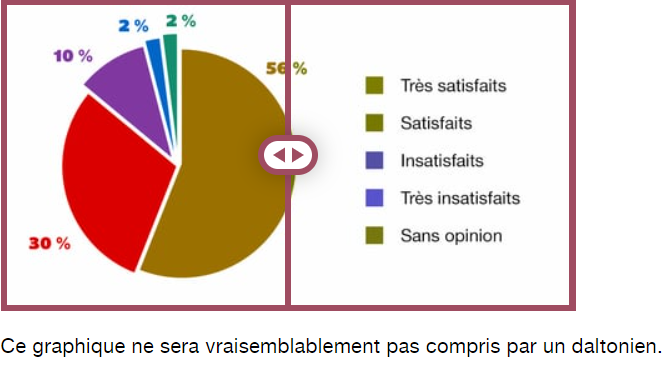 2 %
2 %
10 %
56 %
30 %
Très satisfaits
Satisfaits
Insatisfaits
Très insatisfaits
Sans opinion
Ce graphique ne sera vraisemblablement pas compris par un daltonien.